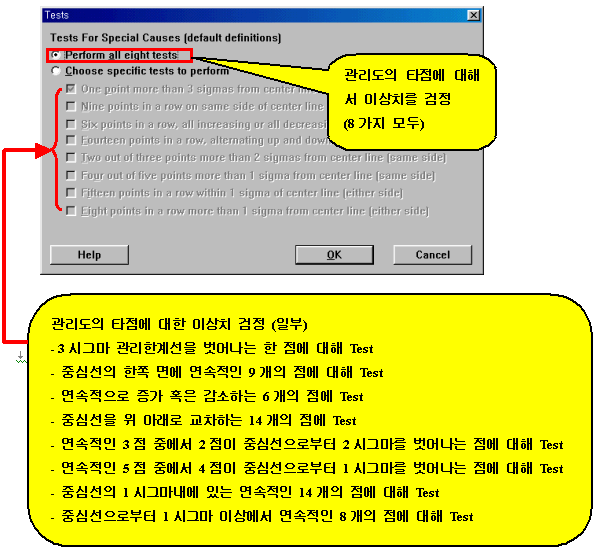 Tests
Tests For Special Causes (default definitions)
Perform all eight tests
Choose specific tests to perform
One point more than 3 sigmas from center line
Nine points in a row on same side of center line
Six points in a row, all increasing or all decreasi
Fourteen points in a row, alternating up and down
Two out of three points more than 2 sigmas from center line (same side)
Four out of five points more than 1 sigma from center line (same side)
Fifteen points in a row within 1 sigma of center line (either side)
Eight points in a row more than 1 sigma from center line (either side)
Help
OK
Cancel
관리도의 타점에 대해
서 이상치를 검정
(8 가지 모두)
관리도의 타점에 대한 이상치 검정 (일부)
- 3 시그마 관리한계선을 벗어나는 한 점에 대해 Test
- 중심선의 한쪽 면에 연속적인 9 개의 점에 대해 Test
- 연속적으로 증가 혹은 감소하는 6 개의 점에 Test
- 중심선을 위 아래로 교차하는 14 개의 점에 Test
- 연속적인 3 점 중에서 2 점이 중심선으로부터 2 시그마를 벗어나는 점에 대해 Test
- 연속적인 5 점 중에서 4 점이 중심선으로부터 1 시그마를 벗어나는 점에 대해 Test
- 중심선의 1 시그마내에 있는 연속적인 14 개의 점에 대해 Test
- 중심선으로부터 1 시그마 이상에서 연속적인 8 개의 점에 대해 Test